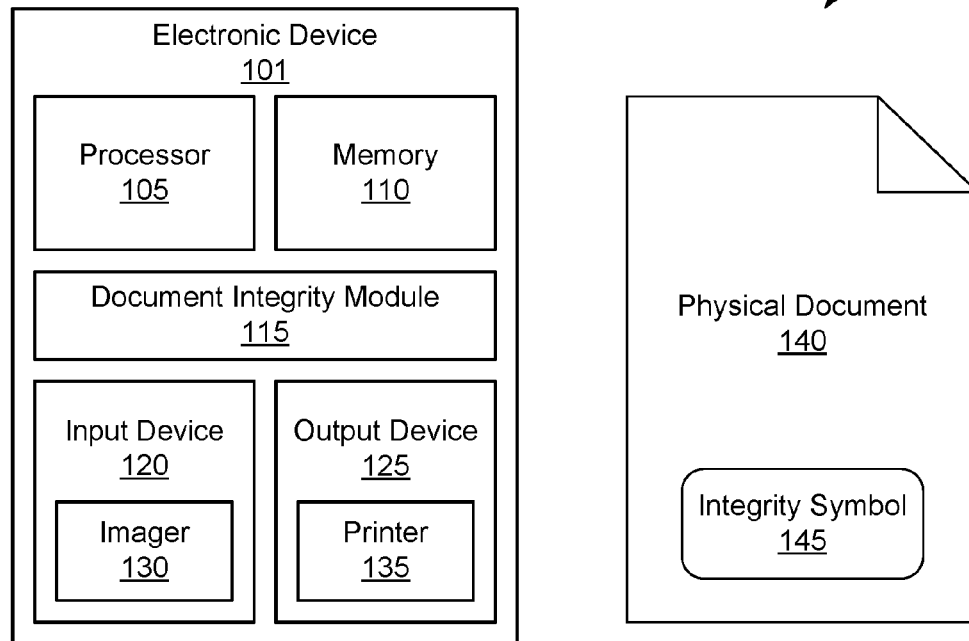 Electronic Device
101
Processor
105
Memory
110
Document Integrity Module
115
Input Device
120
Output Device
125
Imager
130
Printer
135
Physical Document
140
Integrity Symbol
145